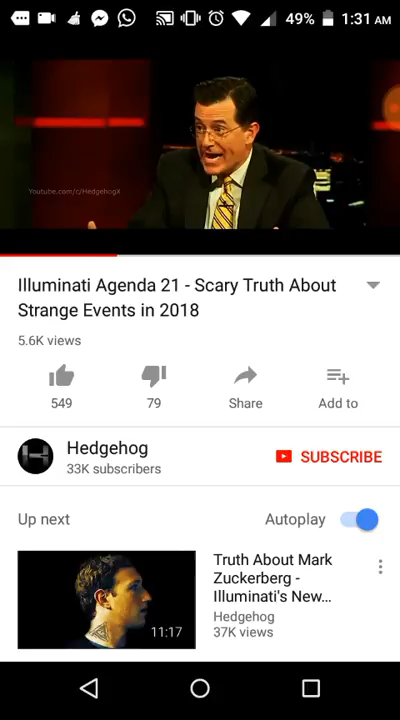 49% 1:31 AM
Youtube.com/c/HedgehogX
Illuminati Agenda 21 - Scary Truth About
Strange Events in 2018
5.6K views
549
79
Share
Add to
Hedgehog
33K subscribers
SUBSCRIBE
Up next
Autoplay
Truth About Mark
Zuckerberg -
Illuminati's New...
Hedgehog
37K views
11:17